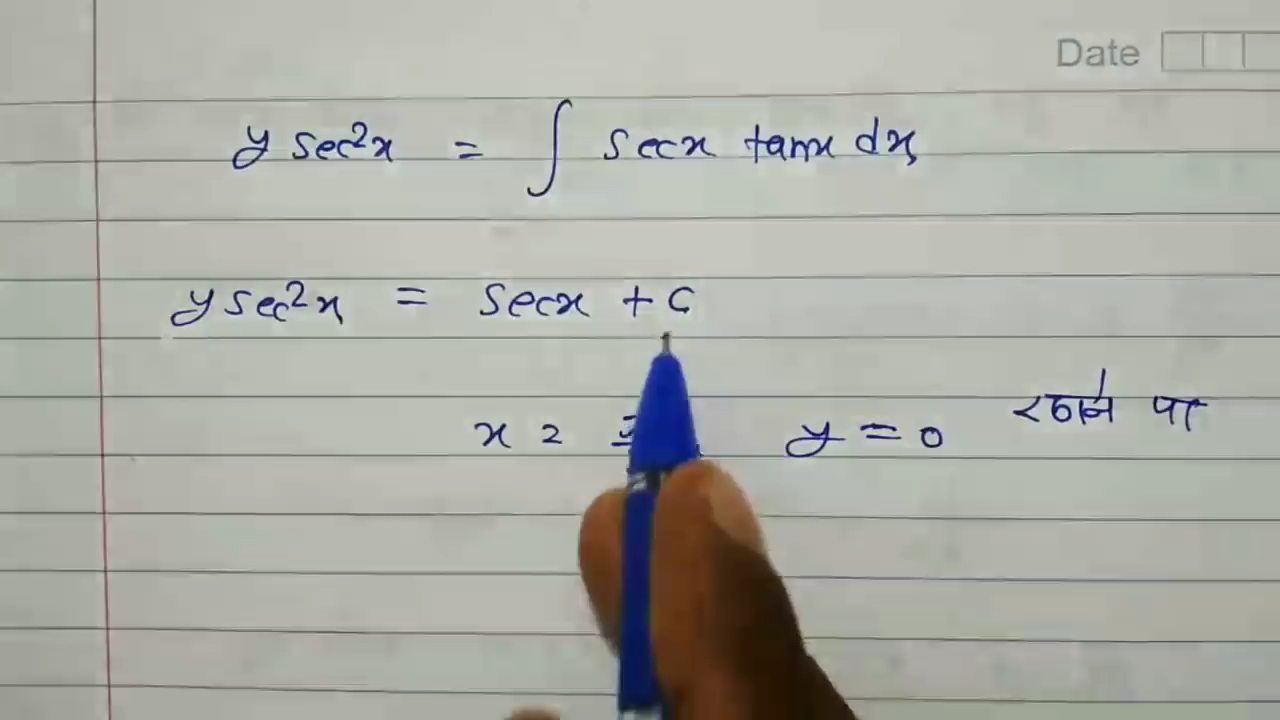 Date
y sec²x = ∫ secx tanx dx
y sec²x = secx + c
x = y = 0 रखने पर